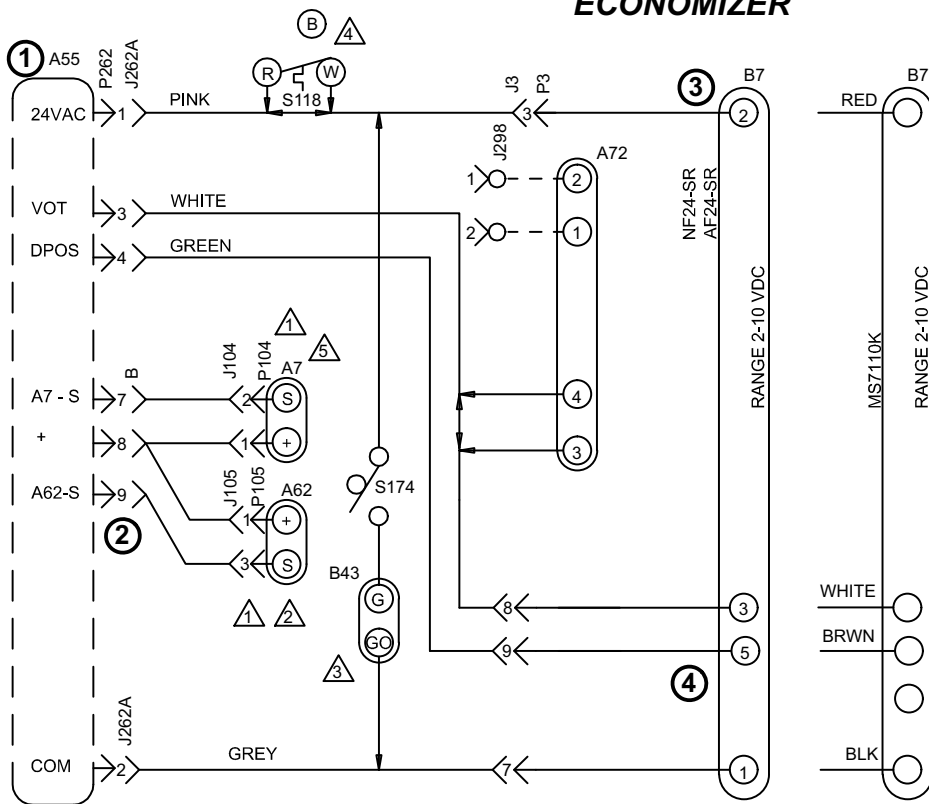 ECONOMIZER
1 A55
P262
J262A
B 4
R W
S118
J3
P3
3 B7
B7
24VAC 1 PINK
3
2
RED
J298
A72
1 2
2 1
VOT 3 WHITE
DPOS 4 GREEN
NF24-SR
AF24-SR
RANGE 2-10 VDC
MS7110K
RANGE 2-10 VDC
1
5
B
J104
P104
A7
A7 - S 7
2 S
+ 8
1 +
4
3
J105
P105
A62
A62-S 9
2
1 +
3 S
S174
B43
G
GO
1 2
3
8 3
WHITE
9 5
BRWN
4
J262A
COM 2 GREY
7 1
BLK